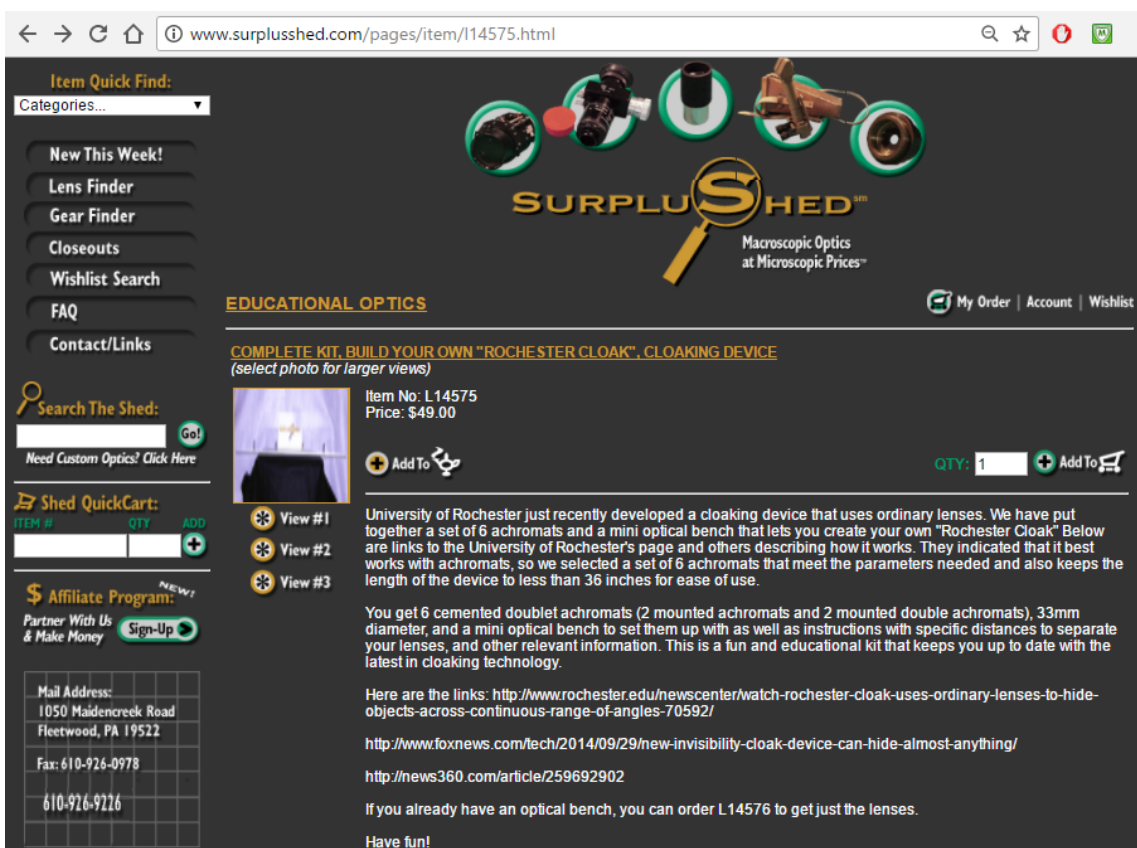 www.surplusshed.com/pages/item/l14575.html
Item Quick Find:
Categories...
New This Week!
Lens Finder
Gear Finder
Closeouts
Wishlist Search
FAQ
Contact/Links
Search The Shed:
Go!
Need Custom Optics? Click Here
Shed QuickCart:
ITEM # QTY ADD
$ Affiliate Program: NEW!
Partner With Us
& Make Money
Sign-Up
Mail Address:
1050 Maidencreek Road
Fleetwood, PA 19522
Fax: 610-926-0978
610-926-9226
SURPLUSHED sm
Macroscopic Optics
at Microscopic Prices™
EDUCATIONAL OPTICS
My Order | Account | Wishlist
COMPLETE KIT, BUILD YOUR OWN "ROCHESTER CLOAK", CLOAKING DEVICE
(select photo for larger views)
View #1
View #2
View #3
Item No: L14575
Price: $49.00
Add To
QTY: 1 Add To
University of Rochester just recently developed a cloaking device that uses ordinary lenses. We have put
together a set of 6 achromats and a mini optical bench that lets you create your own "Rochester Cloak" Below
are links to the University of Rochester's page and others describing how it works. They indicated that it best
works with achromats, so we selected a set of 6 achromats that meet the parameters needed and also keeps the
length of the device to less than 36 inches for ease of use.
You get 6 cemented doublet achromats (2 mounted achromats and 2 mounted double achromats), 33mm
diameter, and a mini optical bench to set them up with as well as instructions with specific distances to separate
your lenses, and other relevant information. This is a fun and educational kit that keeps you up to date with the
latest in cloaking technology.
Here are the links: http://www.rochester.edu/newscenter/watch-rochester-cloak-uses-ordinary-lenses-to-hide-
objects-across-continuous-range-of-angles-70592/
http://www.foxnews.com/tech/2014/09/29/new-invisibility-cloak-device-can-hide-almost-anything/
http://news360.com/article/259692902
If you already have an optical bench, you can order L14576 to get just the lenses.
Have fun!